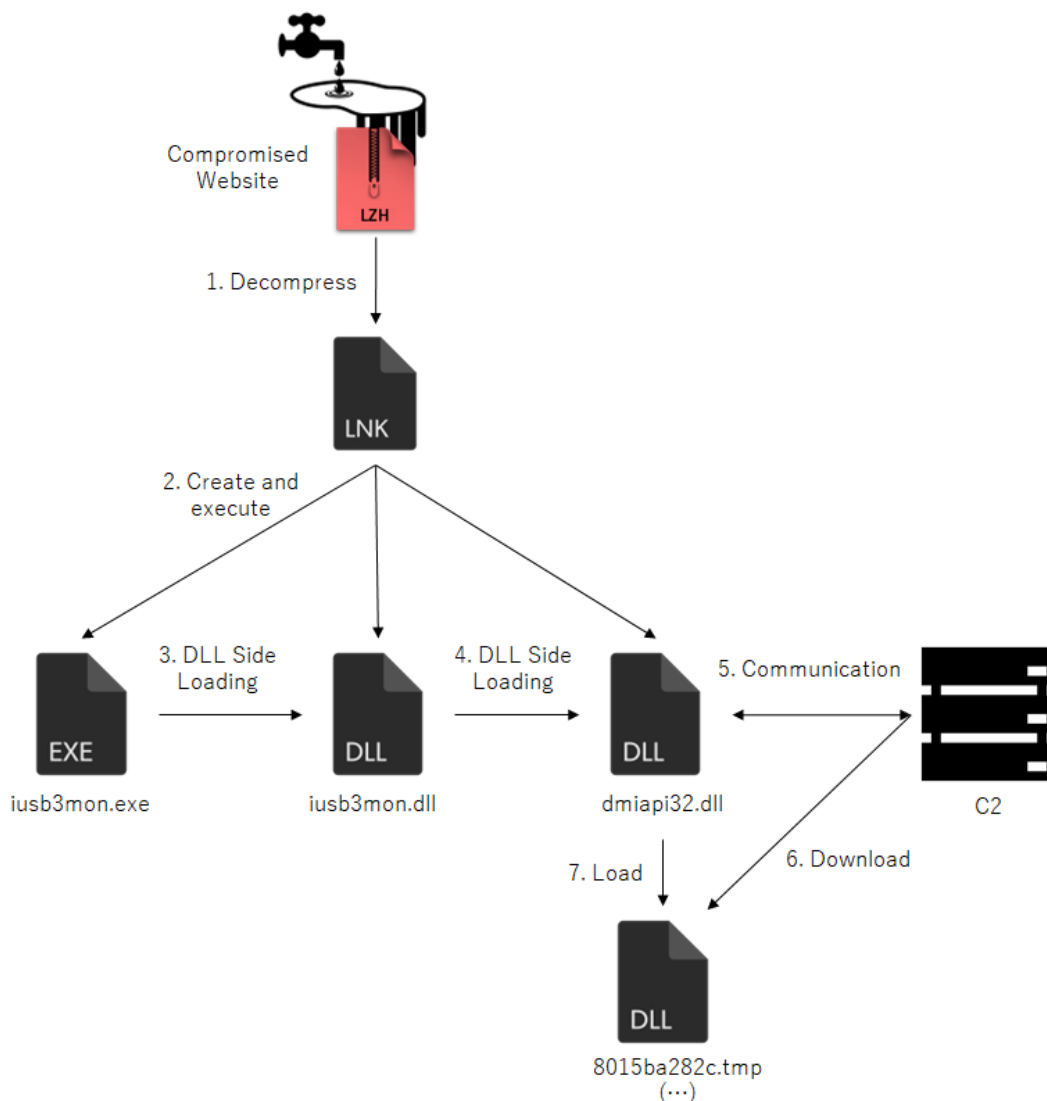 Compromised
Website
LZH
1. Decompress
LNK
2. Create and
execute
3. DLL Side
Loading
4. DLL Side
Loading
5. Communication
EXE
DLL
DLL
iusb3mon.exe
iusb3mon.dll
dmiapi32.dll
C2
7. Load
6. Download
DLL
8015ba282c.tmp
(…)